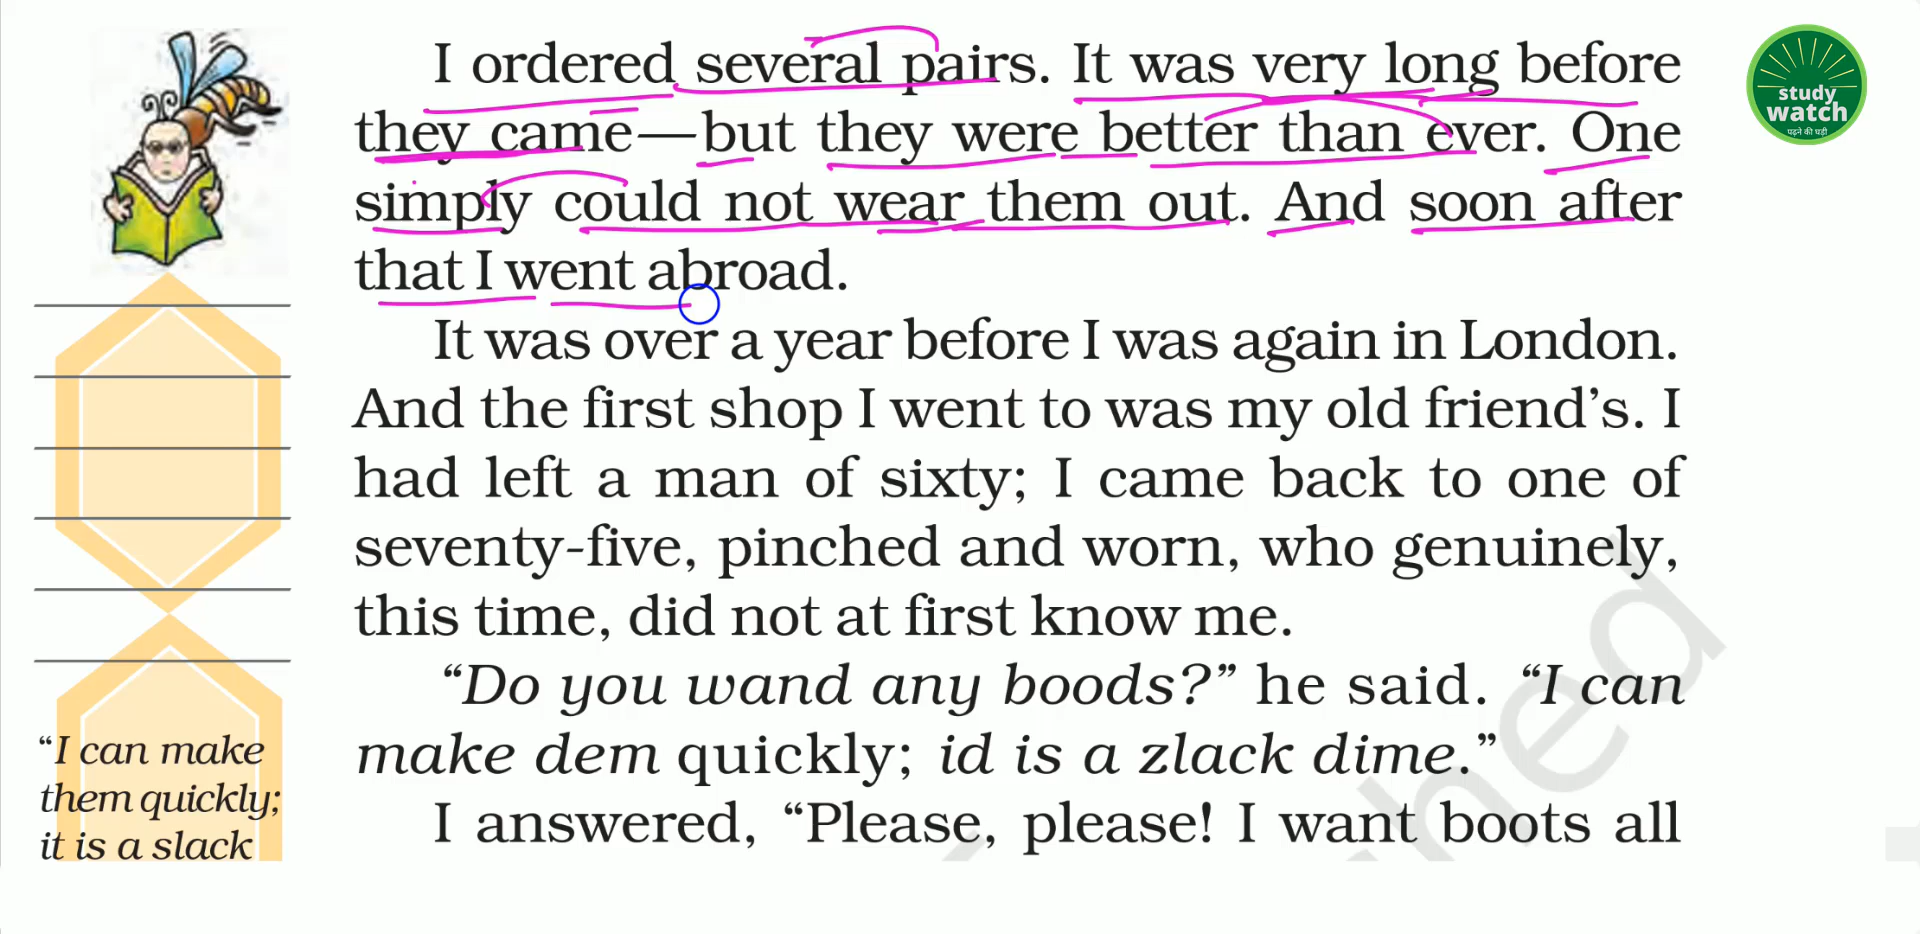 I ordered several pairs. It was very long before
they came—but they were better than ever. One
simply could not wear them out. And soon after
that I went abroad.
It was over a year before I was again in London.
And the first shop I went to was my old friend’s. I
had left a man of sixty; I came back to one of
seventy-five, pinched and worn, who genuinely,
this time, did not at first know me.
“Do you wand any boods?” he said. “I can
make dem quickly; id is a zlack dime.”
I answered, “Please, please! I want boots all
“I can make
them quickly;
it is a slack
study
watch
पढ़ने की घड़ी
hed